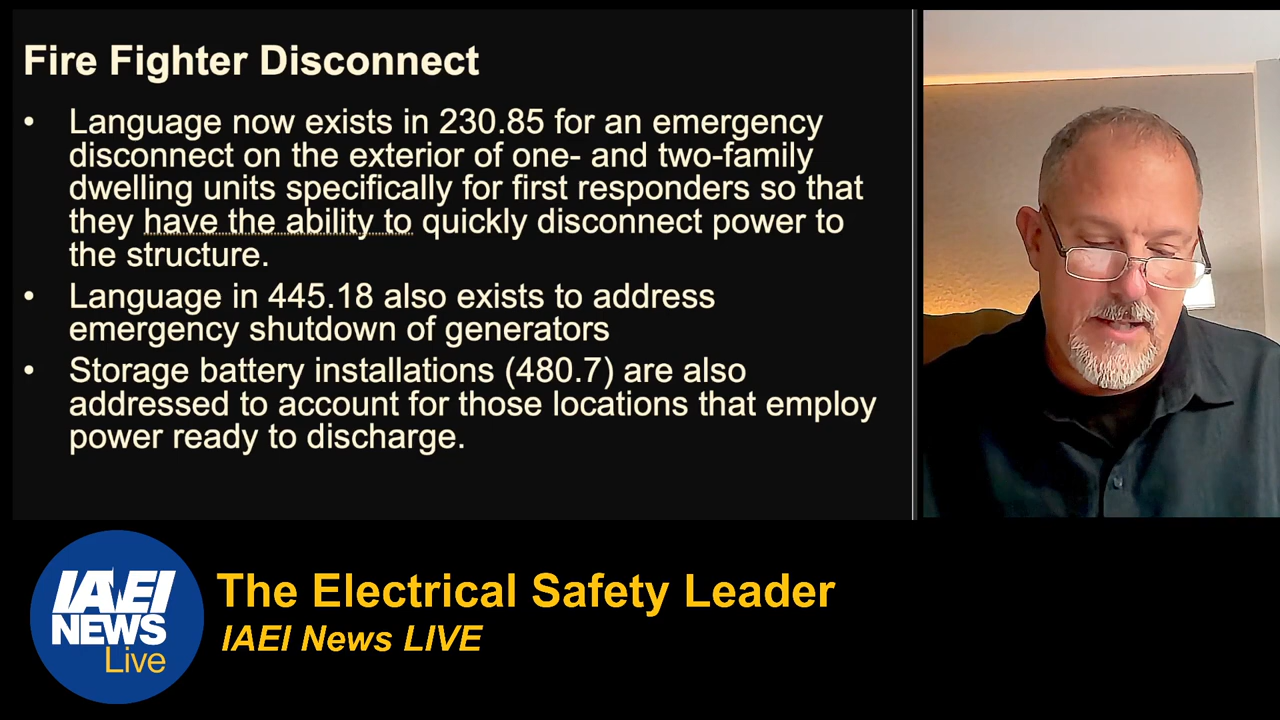 Fire Fighter Disconnect
• Language now exists in 230.85 for an emergency
disconnect on the exterior of one- and two-family
dwelling units specifically for first responders so that
they have the ability to quickly disconnect power to
the structure.
• Language in 445.18 also exists to address
emergency shutdown of generators
• Storage battery installations (480.7) are also
addressed to account for those locations that employ
power ready to discharge.
IAEI
NEWS
Live
The Electrical Safety Leader
IAEI News LIVE